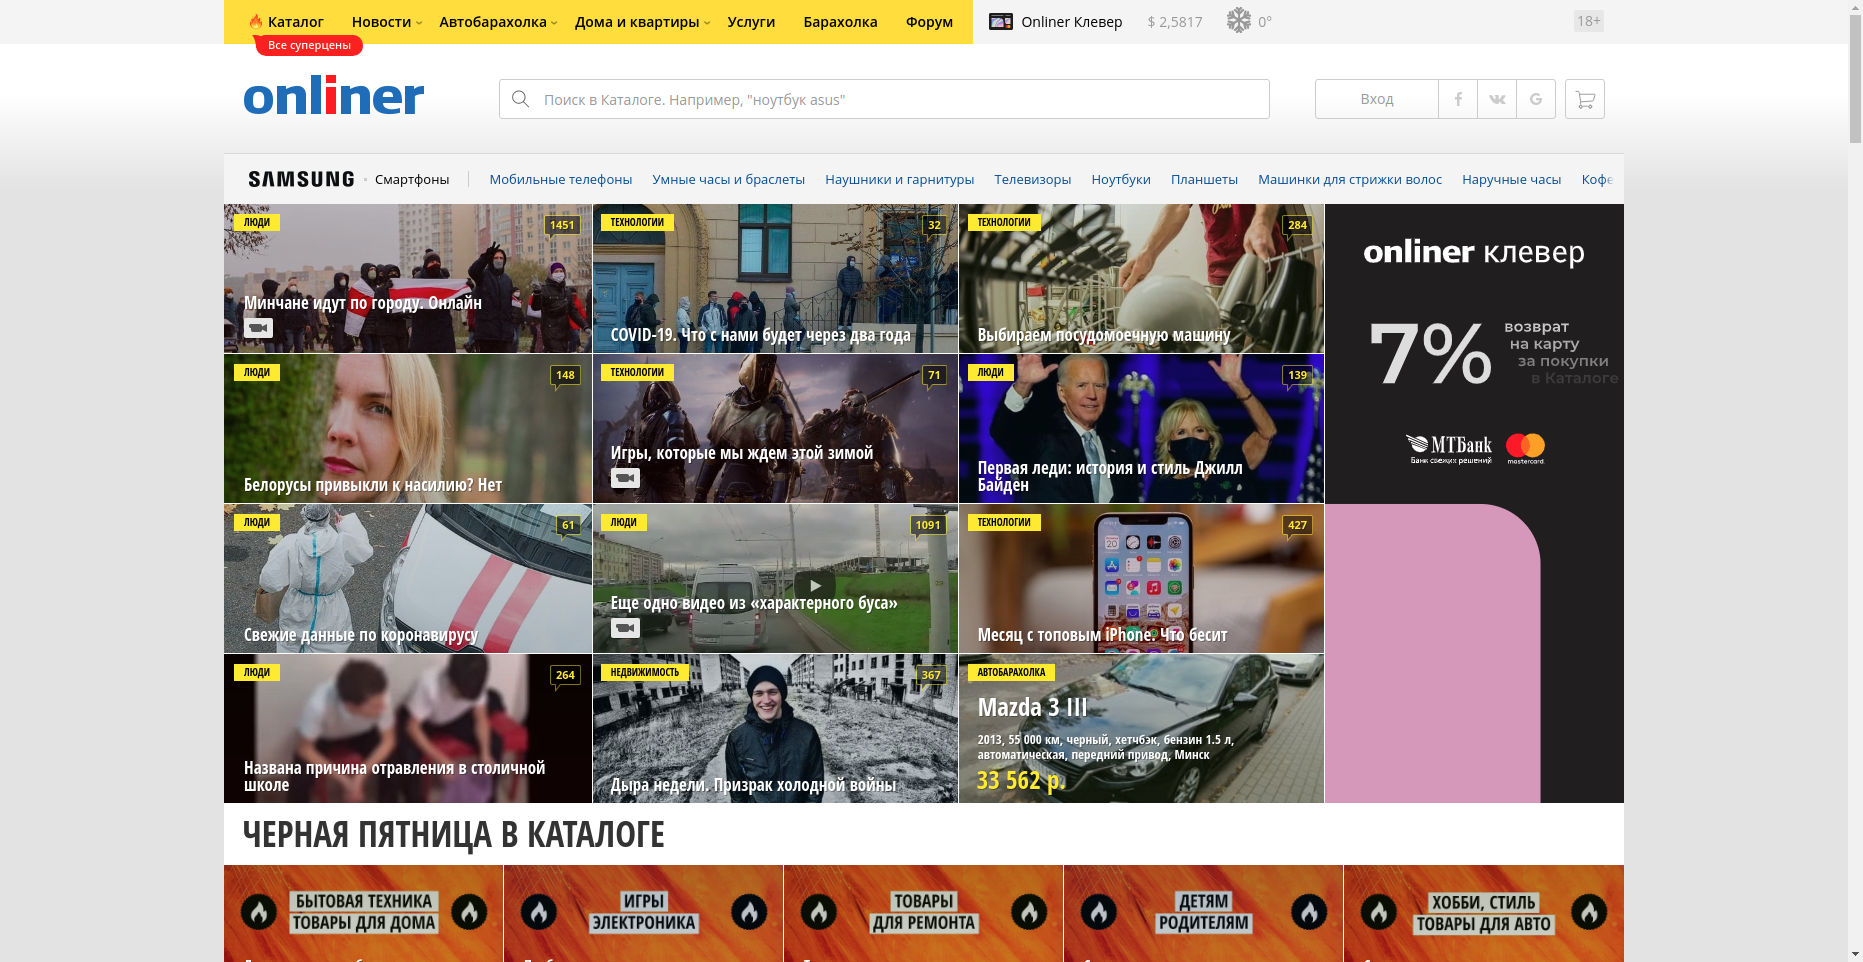 Каталог Новости Автобарахолка Дома и квартиры Услуги Барахолка Форум Onliner Клевер $ 2,5817 0° 18+
Все суперцены
onliner
Поиск в Каталоге. Например, "ноутбук asus"
Вход
SAMSUNG Смартфоны Мобильные телефоны Умные часы и браслеты Наушники и гарнитуры Телевизоры Ноутбуки Планшеты Машинки для стрижки волос Наручные часы Кофе
ЛЮДИ 1451
Минчане идут по городу. Онлайн
ТЕХНОЛОГИИ 32
COVID-19. Что с нами будет через два года
ТЕХНОЛОГИИ 284
Выбираем посудомоечную машину
ЛЮДИ 148
Белорусы привыкли к насилию? Нет
ТЕХНОЛОГИИ 71
Игры, которые мы ждем этой зимой
ЛЮДИ 139
Первая леди: история и стиль Джилл
Байден
ЛЮДИ 61
Свежие данные по коронавирусу
ЛЮДИ 1091
Еще одно видео из «характерного буса»
ТЕХНОЛОГИИ 427
Месяц с топовым iPhone. Что бесит
ЛЮДИ 264
Названа причина отравления в столичной
школе
НЕДВИЖИМОСТЬ 367
Дыра недели. Призрак холодной войны
АВТОБАРАХОЛКА
Mazda 3 III
2013, 55 000 км, черный, хетчбэк, бензин 1.5 л,
автоматическая, передний привод, Минск
33 562 р.
onliner клевер
7%
возврат
на карту
за покупки
в Каталоге
МТБанк
Банк свежих решений
mastercard.
ЧЕРНАЯ ПЯТНИЦА В КАТАЛОГЕ
БЫТОВАЯ ТЕХНИКА
ТОВАРЫ ДЛЯ ДОМА
ИГРЫ
ЭЛЕКТРОНИКА
ТОВАРЫ
ДЛЯ РЕМОНТА
ДЕТЯМ
РОДИТЕЛЯМ
ХОББИ, СТИЛЬ
ТОВАРЫ ДЛЯ АВТО